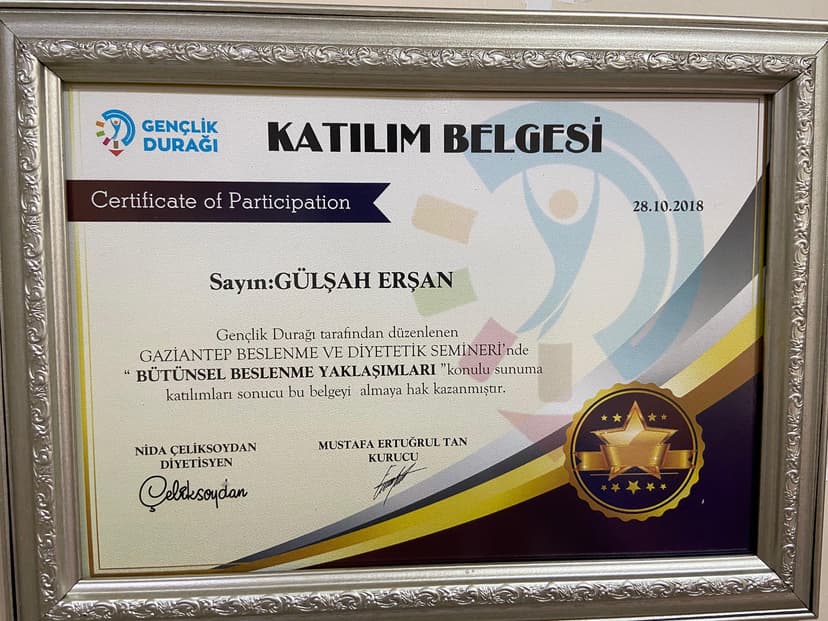 GENÇLİK
DURAĞI
KATILIM BELGESİ
Certificate of Participation
28.10.2018
Sayın:GÜLŞAH ERŞAN
Gençlik Durağı tarafından düzenlenen
GAZİANTEP BESLENME VE DİYETETİK SEMİNERİ'nde
“ BÜTÜNSEL BESLENME YAKLAŞIMLARI ”konulu sunuma
katılımları sonucu bu belgeyi almaya hak kazanmıştır.
NİDA ÇELİKSOYDAN
DİYETİSYEN
Çeliksoydan
MUSTAFA ERTUĞRUL TAN
KURUCU